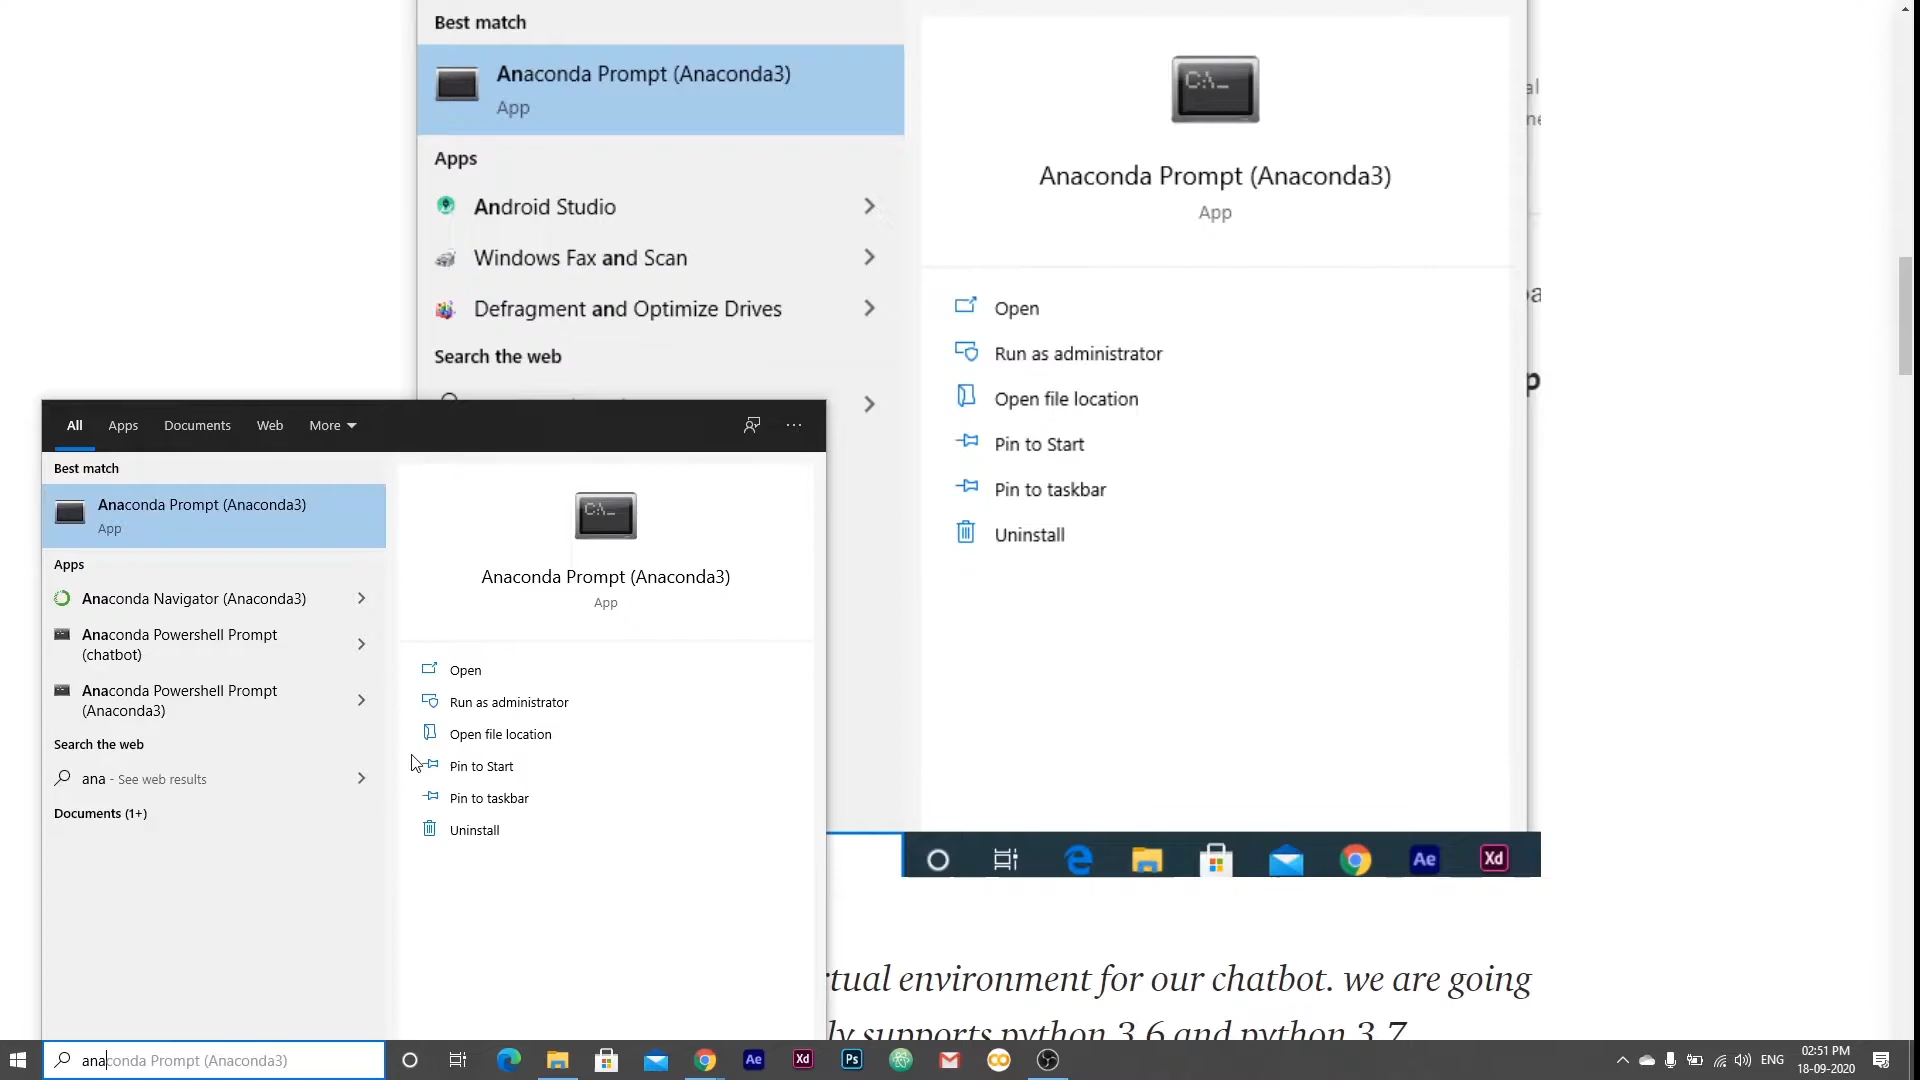 Best match
Anaconda Prompt (Anaconda3)
App
Apps
Android Studio
Windows Fax and Scan
Defragment and Optimize Drives
Search the web
C:\_
Anaconda Prompt (Anaconda3)
App
Open
Run as administrator
Open file location
Pin to Start
Pin to taskbar
Uninstall
Ae
Xd
All Apps Documents Web More
Best match
Anaconda Prompt (Anaconda3)
App
Apps
Anaconda Navigator (Anaconda3)
Anaconda Powershell Prompt
(chatbot)
Anaconda Powershell Prompt
(Anaconda3)
Search the web
ana - See web results
Documents (1+)
C:\_
Anaconda Prompt (Anaconda3)
App
Open
Run as administrator
Open file location
Pin to Start
Pin to taskbar
Uninstall
rtual environment for our chatbot. we are going
ly supports python 3.6 and python 3.7
anaconda Prompt (Anaconda3)
Ae
Xd
Ps
ENG
02:51 PM
18-09-2020